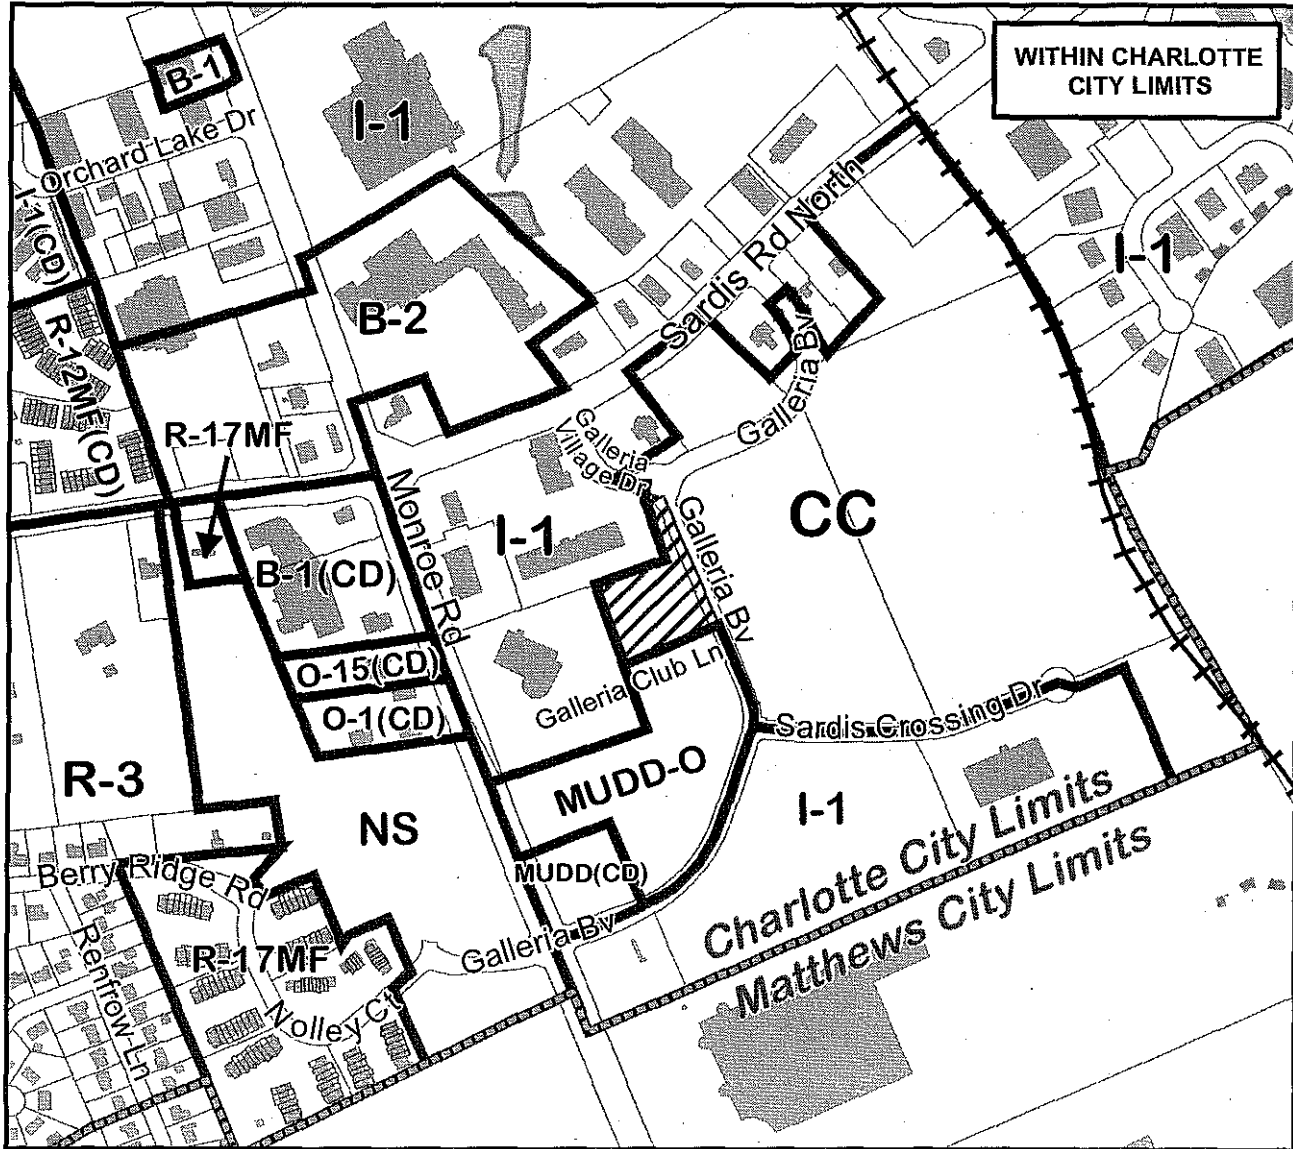 WITHIN CHARLOTTE
CITY LIMITS
B-1
I-1
Orchard Lake Dr
I-1(CD)
Sardis Rd North
I-1
B-2
R-12MF(CD)
Galleria Bv
R-17MF
Galleria
Village Dr
Monroe Rd
I-1
CC
Galleria Bv
B-1(CD)
O-15(CD)
Galleria Club Ln
O-1(CD)
Sardis Crossing Dr
R-3
MUDD-O
NS
I-1
MUDD(CD)
Charlotte City Limits
Matthews City Limits
Berry Ridge Rd
Renfrow Ln
R-17MF
Galleria Bv
Nolley Ct